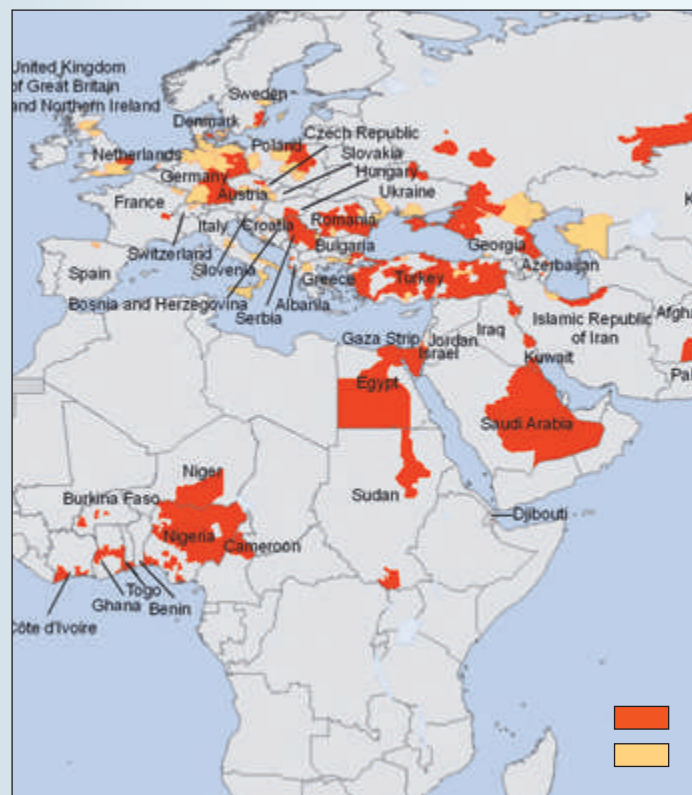 United Kingdom
of Great Britain
and Northern Ireland
Sweden
Denmark
Czech Republic
Poland
Slovakia
Netherlands
Hungary
Germany
Ukraine
Austria
France
Romania
Italy
Croatia
Georgia
Bulgaria
Switzerland
Azerbaijan
Slovenia
Spain
Greece
Turkey
Bosnia and Herzegovina
Albania
Serbia
Islamic Republic
of Iran
Afgha
Gaza Strip
Jordan
Iraq
Israel
Kuwait
Pal
Egypt
Saudi Arabia
Niger
Burkina Faso
Sudan
Djibouti
Nigeria
Cameroon
Togo
Ghana
Benin
Côte d'Ivoire
K